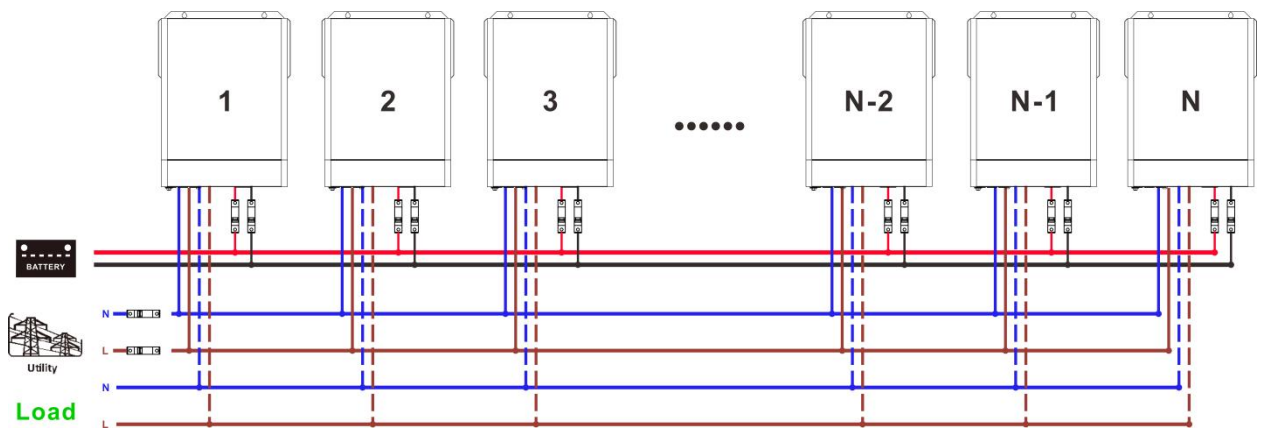 1 2 3 ...... N-2 N-1 N
BATTERY
N
L
Utility
N
Load
L